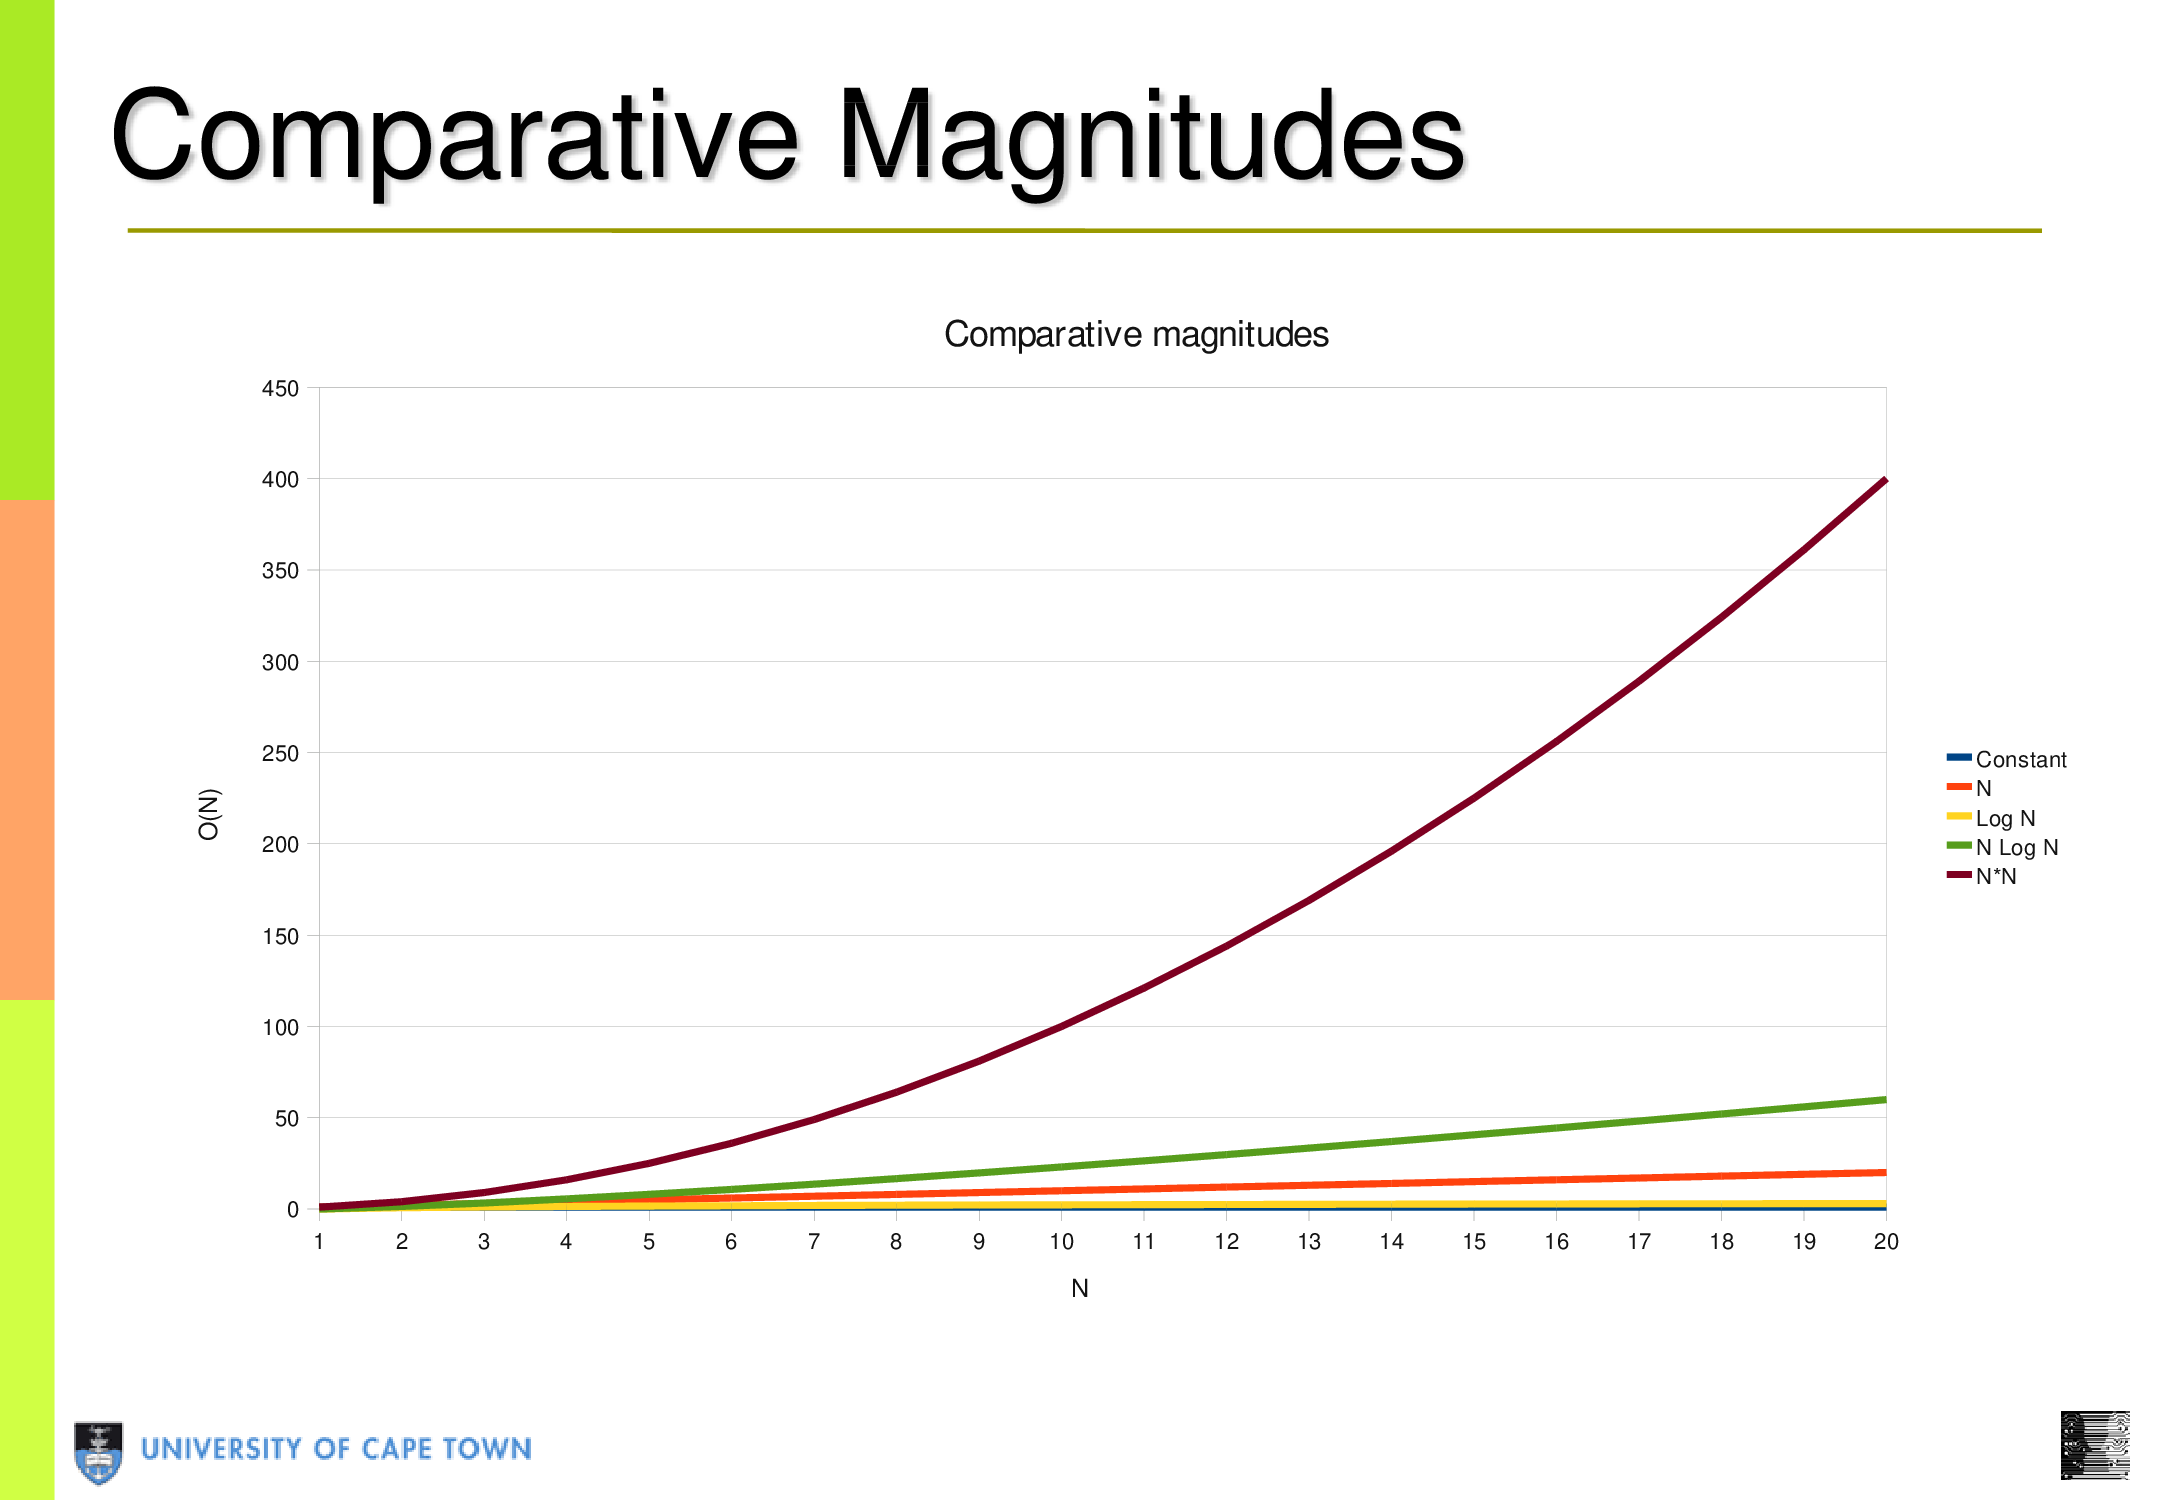 Comparative Magnitudes
Comparative magnitudes
450
400
350
300
250
200
150
100
50
0
O(N)
1 2 3 4 5 6 7 8 9 10 11 12 13 14 15 16 17 18 19 20
N
Constant
N
Log N
N Log N
N*N
UNIVERSITY OF CAPE TOWN